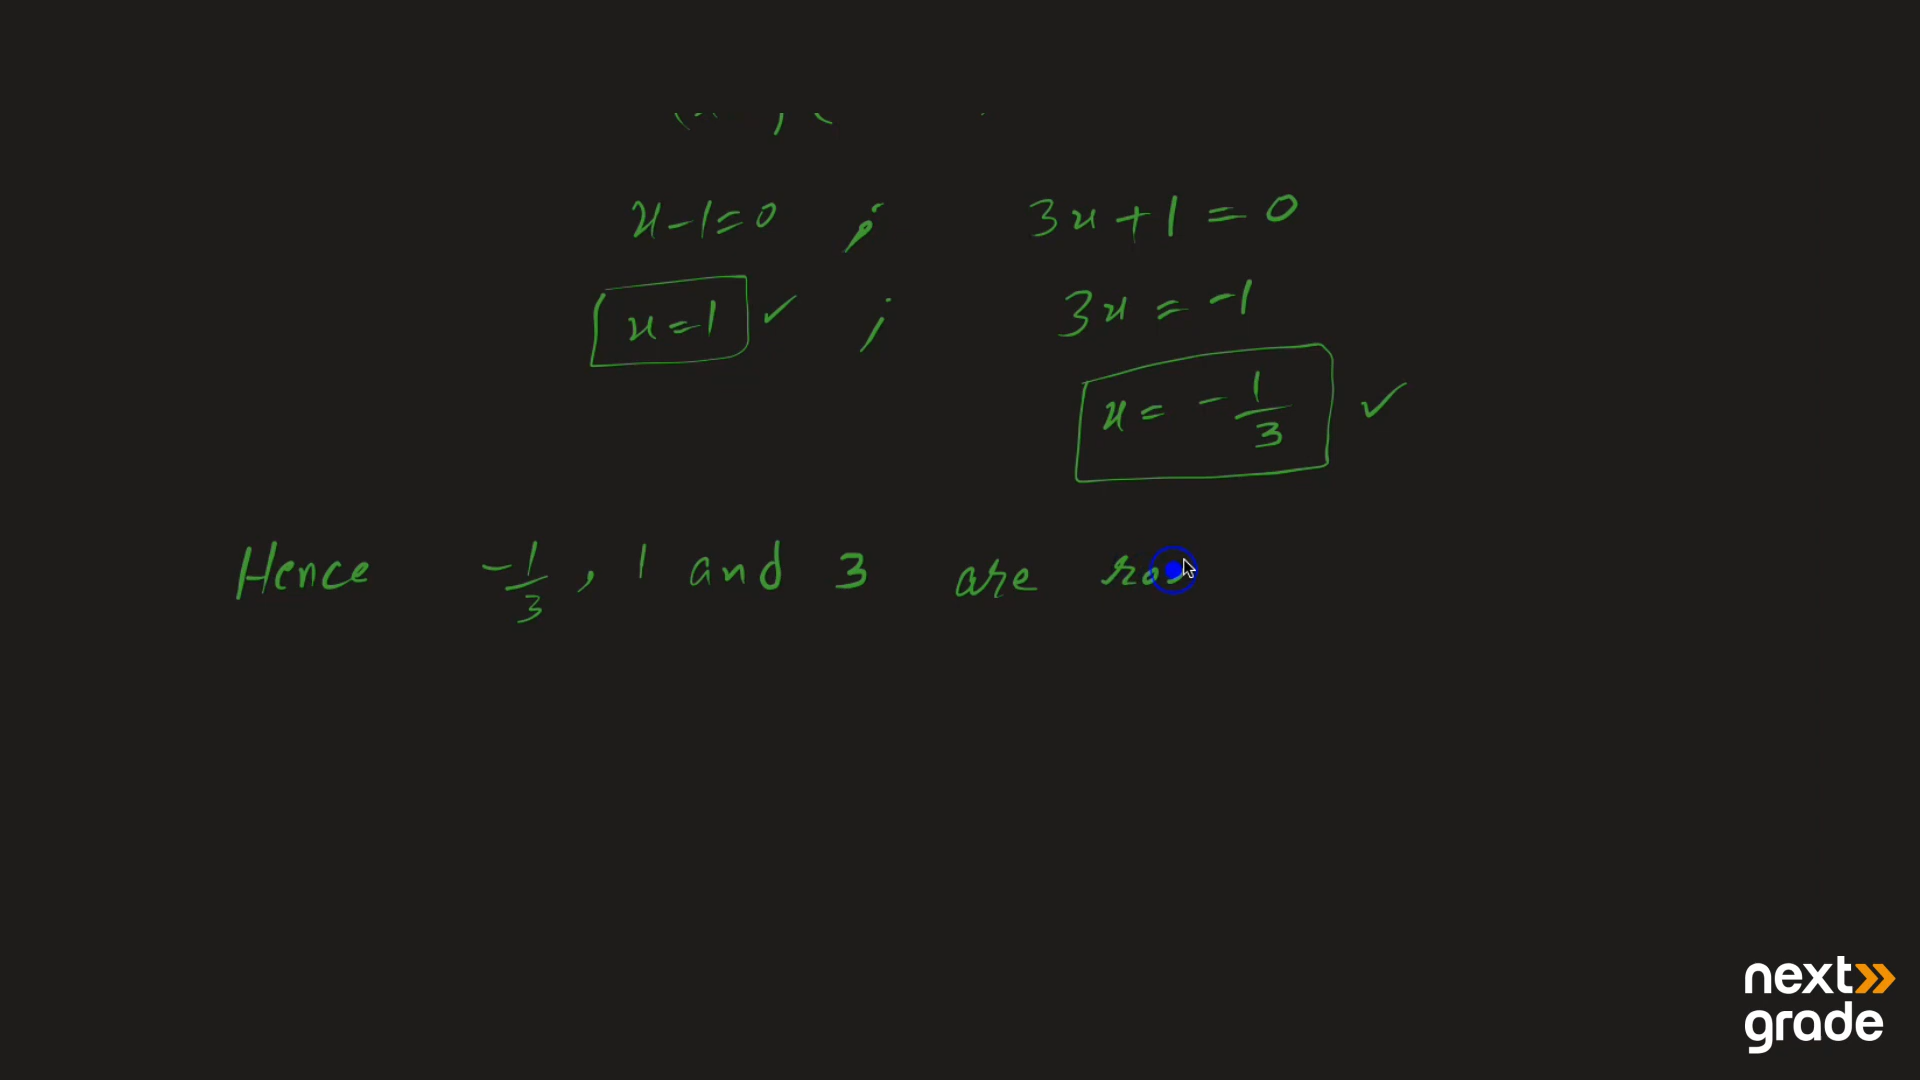 x-1=0 ; 3x+1=0
x=1 ✓ ; 3x=-1
x=-1/3 ✓
Hence -1/3, 1 and 3 are
next
grade